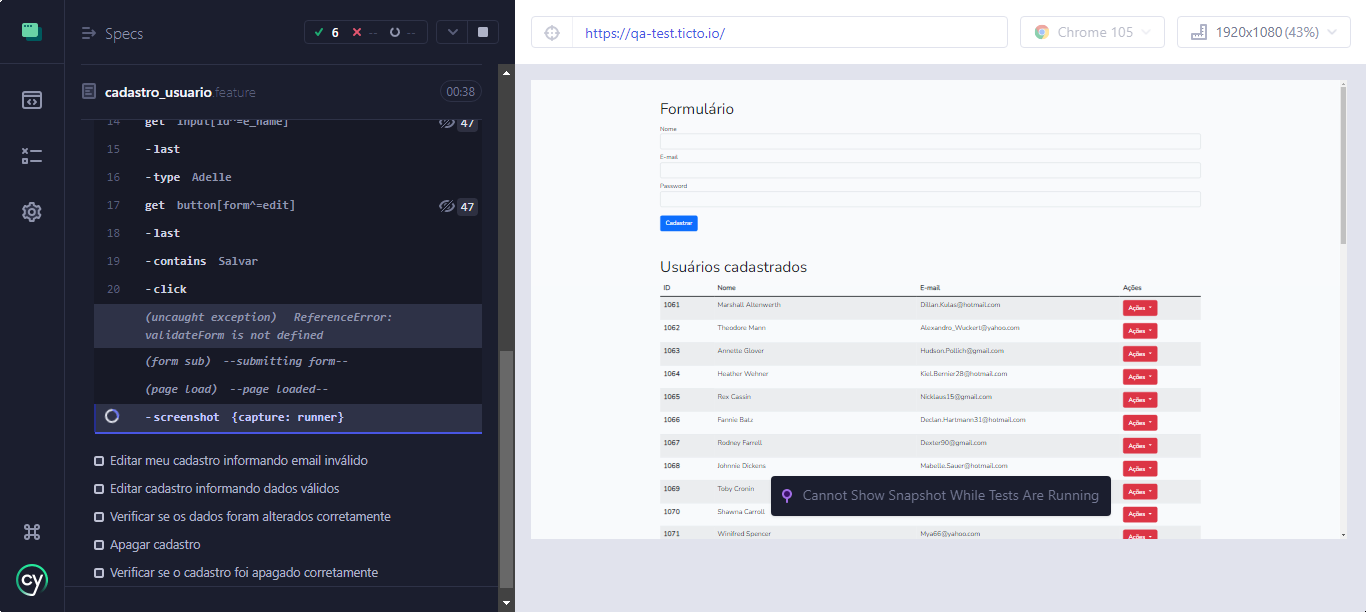 Specs
6
--
--
cadastro_usuario.feature
00:38
14 get input[id^=e_name] 47
15 -last
16 -type Adelle
17 get button[form^=edit] 47
18 -last
19 -contains Salvar
20 -click
(uncaught exception) ReferenceError:
validateForm is not defined
(form sub) --submitting form--
(page load) --page loaded--
-screenshot {capture: runner}
Editar meu cadastro informando email inválido
Editar cadastro informando dados válidos
Verificar se os dados foram alterados corretamente
Apagar cadastro
Verificar se o cadastro foi apagado corretamente
cy
https://qa-test.ticto.io/
Chrome 105
1920x1080 (43%)
Formulário
Nome
E-mail
Password
Cadastrar
Usuários cadastrados
ID Nome E-mail Ações
1061 Marshall Altenwerth Dillan.Kulas@hotmail.com Ações
1062 Theodore Mann Alexandro_Wuckert@yahoo.com Ações
1063 Annette Glover Hudson.Pollich@gmail.com Ações
1064 Heather Wehner Kiel.Bernier28@hotmail.com Ações
1065 Rex Cassin Nicklaus15@gmail.com Ações
1066 Fannie Batz Declan.Hartmann31@hotmail.com Ações
1067 Rodney Farrell Dexter90@gmail.com Ações
1068 Johnnie Dickens Mabelle.Sauer@hotmail.com Ações
1069 Toby Cronin Ações
1070 Shawna Carroll Ações
1071 Winifred Spencer Mya66@yahoo.com Ações
Cannot Show Snapshot While Tests Are Running